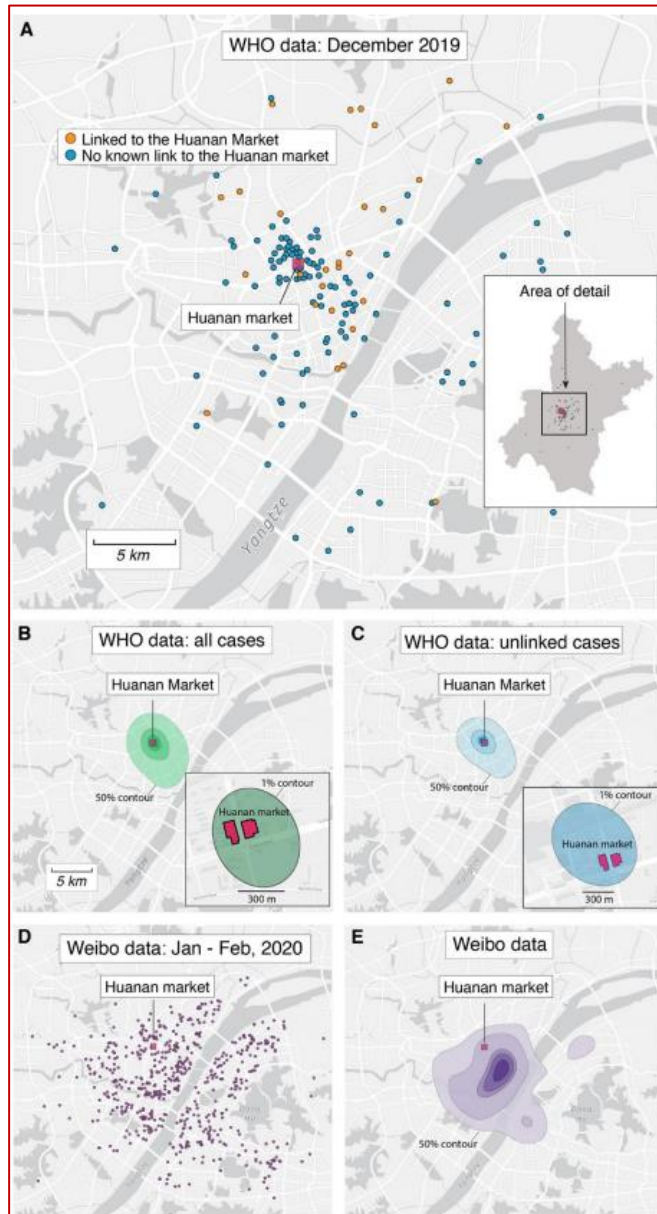 A
WHO data: December 2019
Linked to the Huanan Market
No known link to the Huanan market
Huanan market
Area of detail
Yangtze
5 km
B
WHO data: all cases
Huanan Market
50% contour
1% contour
Huanan market
300 m
5 km
C
WHO data: unlinked cases
Huanan Market
50% contour
1% contour
Huanan market
300 m
D
Weibo data: Jan - Feb, 2020
Huanan market
E
Weibo data
Huanan market
50% contour